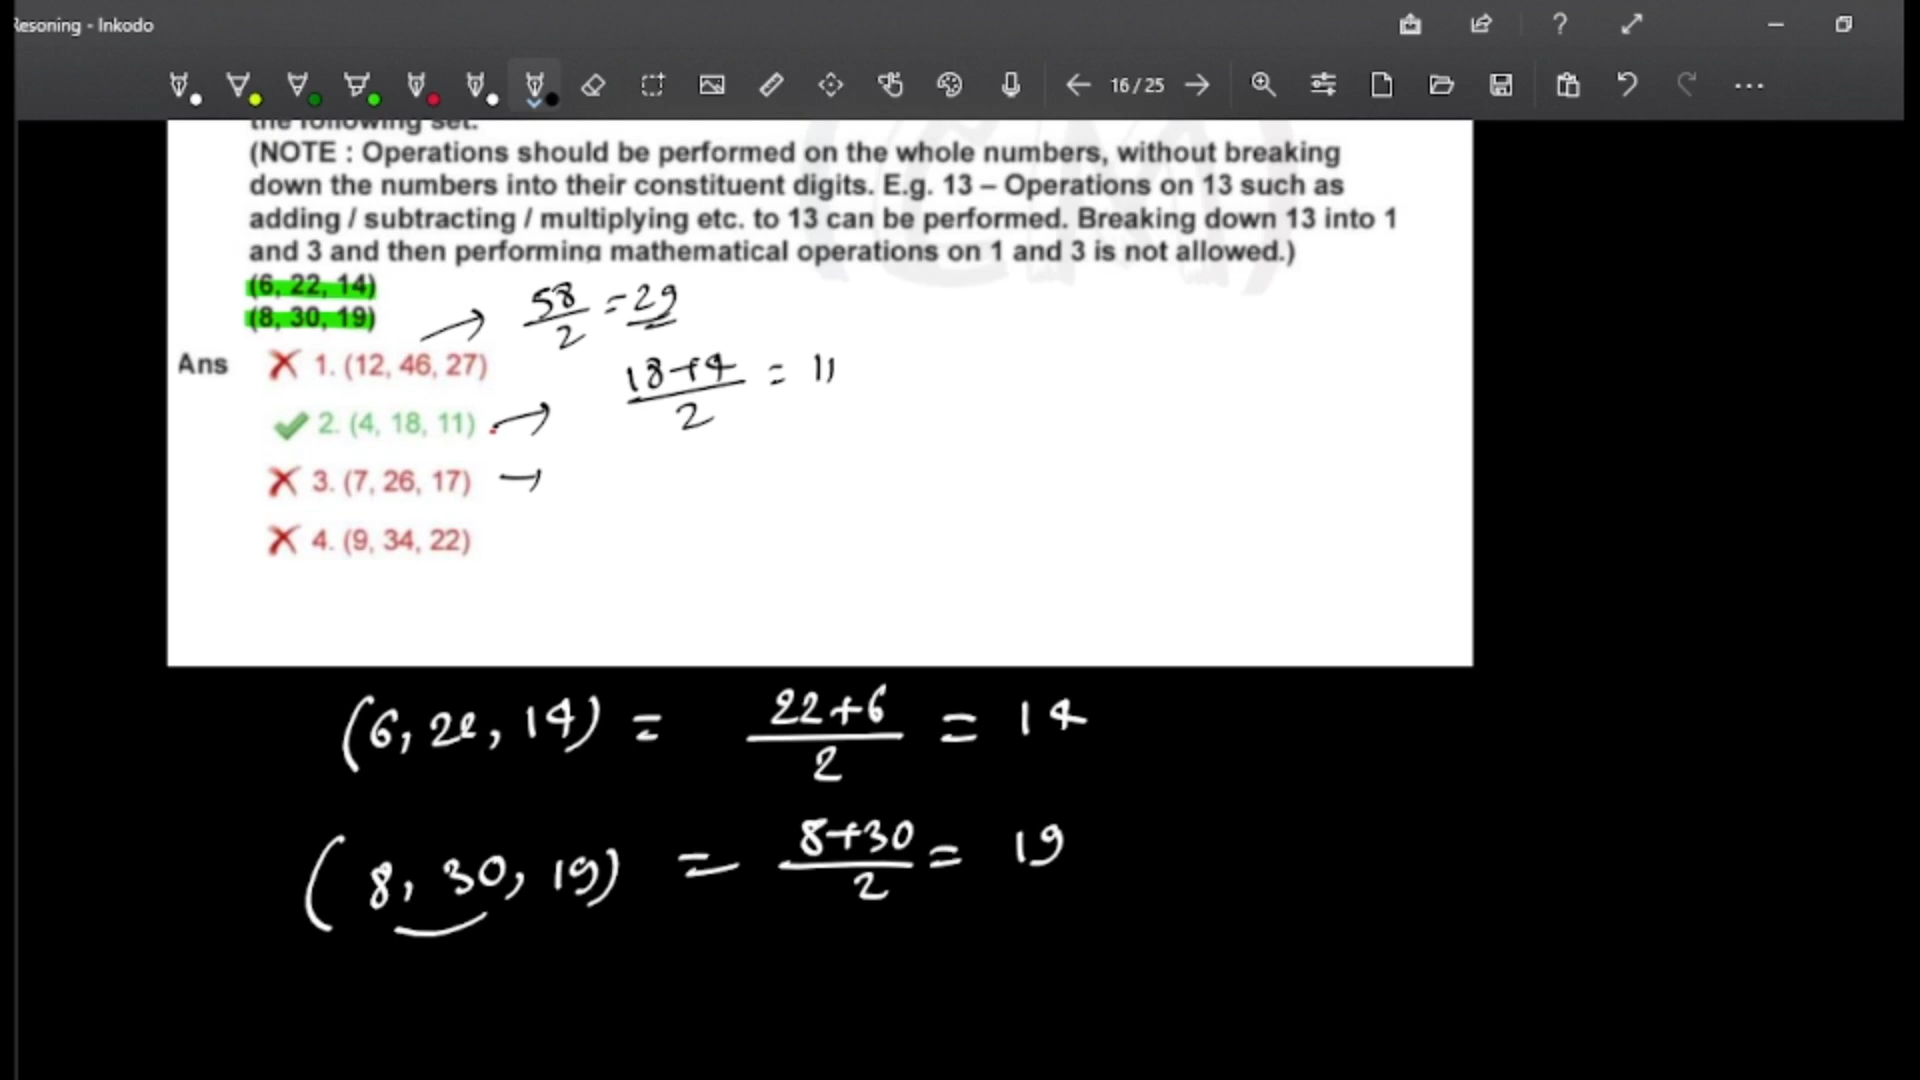 Resoning - Inkodo
16 / 25
the following set.
(NOTE : Operations should be performed on the whole numbers, without breaking
down the numbers into their constituent digits. E.g. 13 – Operations on 13 such as
adding / subtracting / multiplying etc. to 13 can be performed. Breaking down 13 into 1
and 3 and then performing mathematical operations on 1 and 3 is not allowed.)
(6, 22, 14)
(8, 30, 19)
58/2 = 29
Ans 1. (12, 46, 27)
18+4/2 = 11
2. (4, 18, 11)
3. (7, 26, 17)
4. (9, 34, 22)
(6, 22, 14) = 22+6/2 = 14
(8, 30, 19) = 8+30/2 = 19